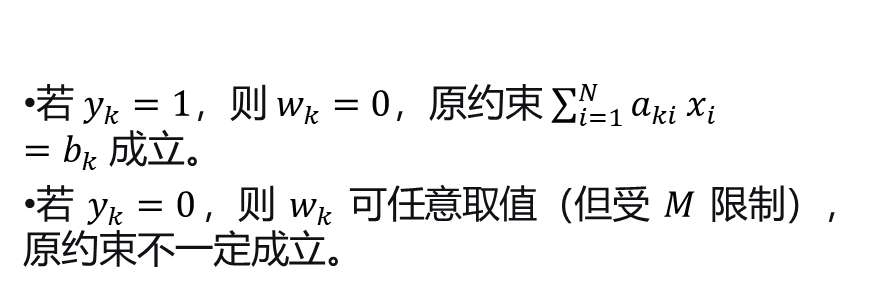 •若 𝑦ₖ = 1，则 𝑤ₖ = 0，原约束 ∑ᵢ₌₁ᴺ 𝑎ₖᵢ 𝑥ᵢ
= 𝑏ₖ 成立。
•若 𝑦ₖ = 0，则 𝑤ₖ 可任意取值（但受 𝑀 限制），
原约束不一定成立。